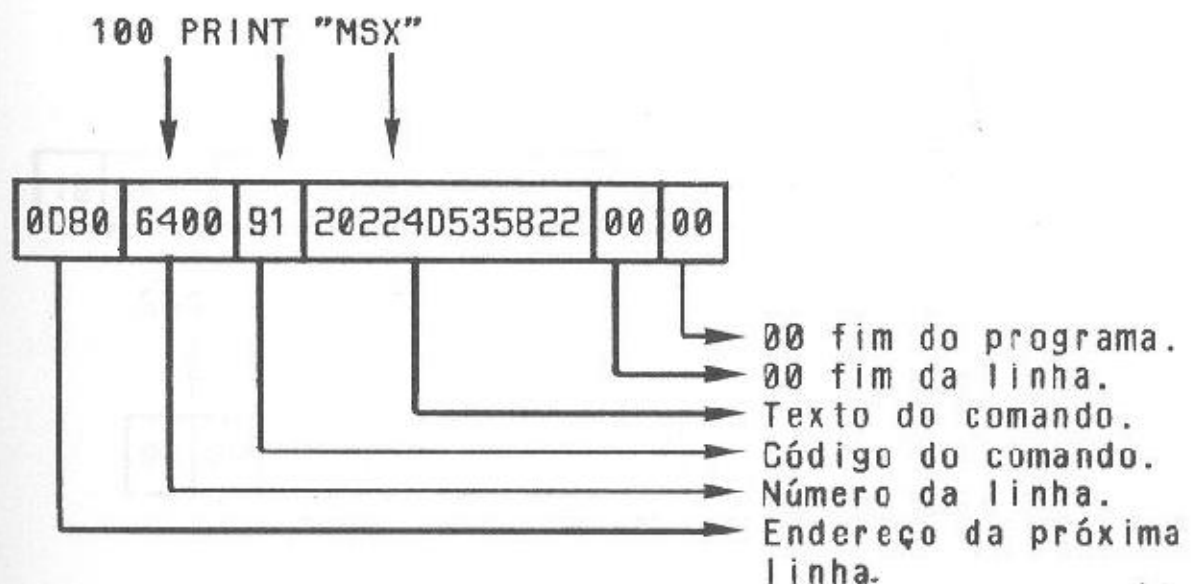 100 PRINT "MSX"
0D80 6400 91 20224D535822 00 00
00 fim do programa.
00 fim da linha.
Texto do comando.
Código do comando.
Número da linha.
Endereço da próxima
linha.